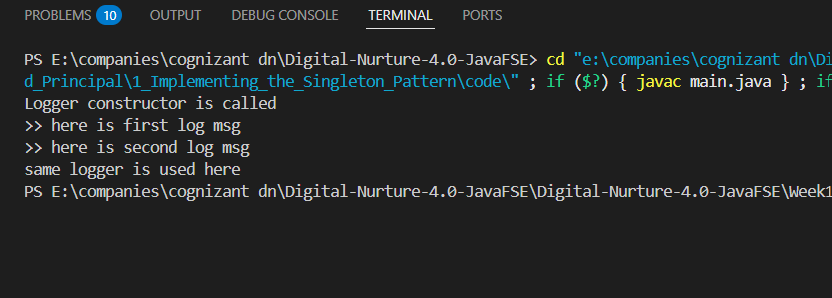 PROBLEMS 10 OUTPUT DEBUG CONSOLE TERMINAL PORTS
PS E:\companies\cognizant dn\Digital-Nurture-4.0-JavaFSE> cd "e:\companies\cognizant dn\Di
d_Principal\1_Implementing_the_Singleton_Pattern\code\" ; if ($?) { javac main.java } ; if
Logger constructor is called
>> here is first log msg
>> here is second log msg
same logger is used here
PS E:\companies\cognizant dn\Digital-Nurture-4.0-JavaFSE\Digital-Nurture-4.0-JavaFSE\Week1